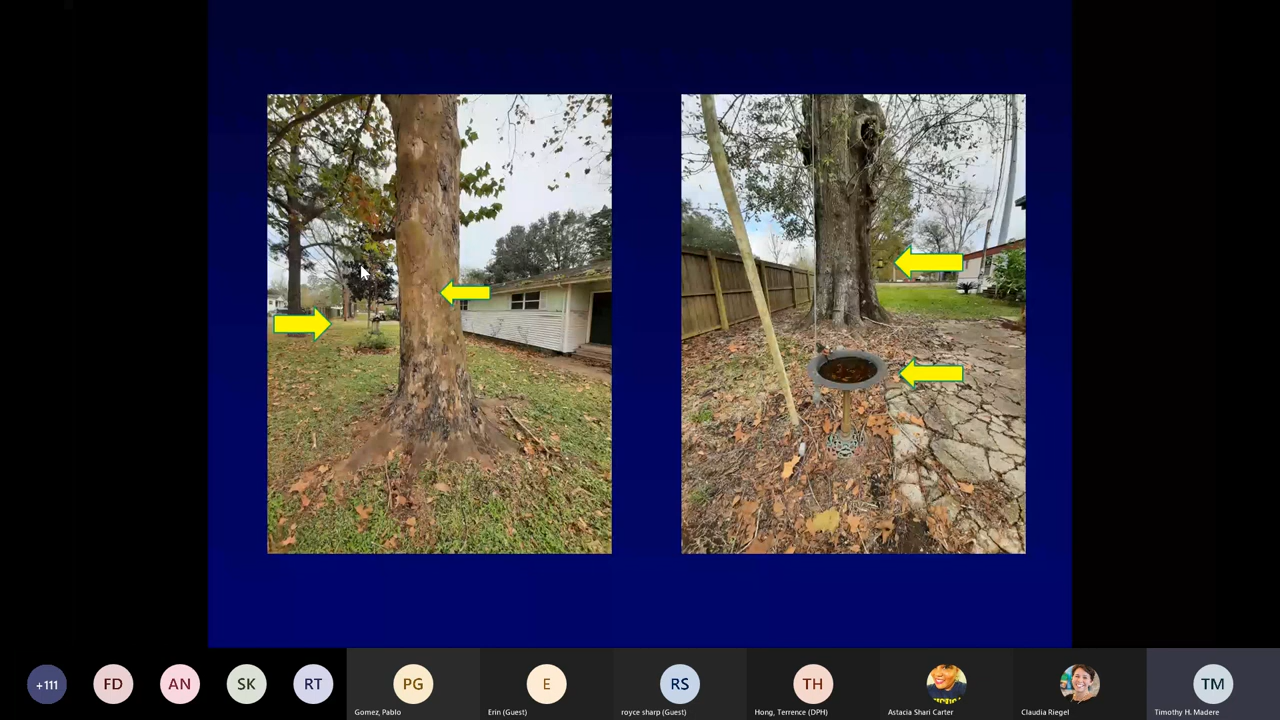 +111
FD
AN
SK
RT
PG
E
RS
TH
TM
Gomez, Pablo
Erin (Guest)
royce sharp (Guest)
Hong, Terrence (DPH)
Astacia Shari Carter
Claudia Riegel
Timothy H. Madere